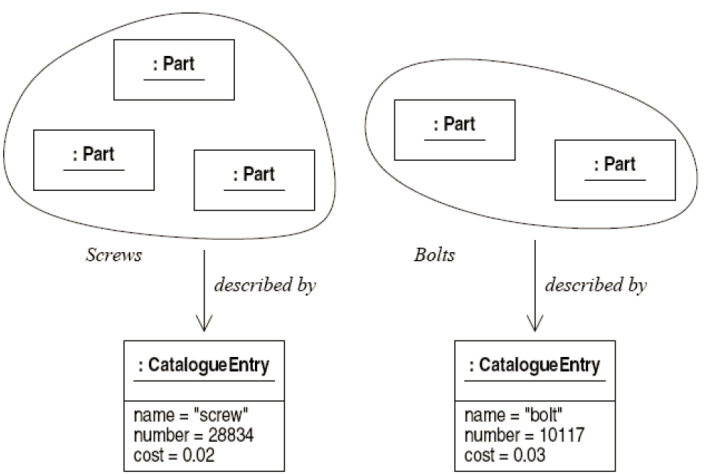 : Part
: Part
: Part
Screws
described by
: CatalogueEntry
name = "screw"
number = 28834
cost = 0.02
: Part
: Part
Bolts
described by
: CatalogueEntry
name = "bolt"
number = 10117
cost = 0.03